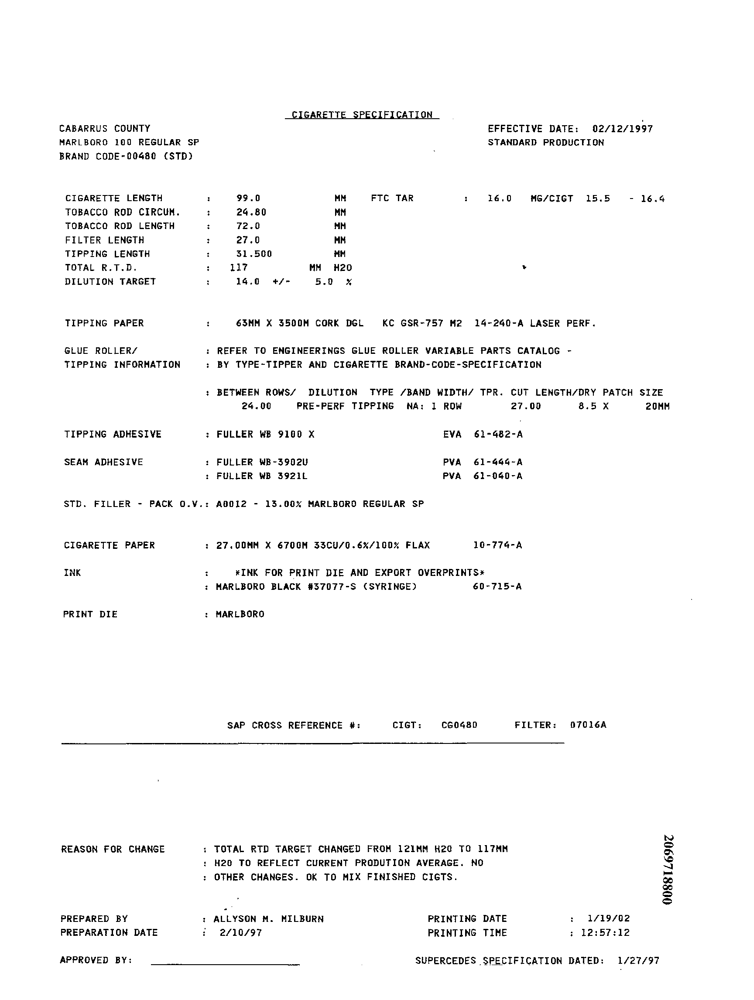 CIGARETTE SPECIFICATION
CABARRUS COUNTY EFFECTIVE DATE: 02/12/1997
MARLBORO 100 REGULAR SP STANDARD PRODUCTION
BRAND CODE-00480 (STD)
CIGARETTE LENGTH : 99.0 MM FTC TAR : 16.0 MG/CIGT 15.5 - 16.4
TOBACCO ROD CIRCUM. : 24.80 MM
TOBACCO ROD LENGTH : 72.0 MM
FILTER LENGTH : 27.0 MM
TIPPING LENGTH : 31.500 MM
TOTAL R.T.D. : 117 MM H2O
DILUTION TARGET : 14.0 +/- 5.0 %
TIPPING PAPER : 63MM X 3500M CORK DGL KC GSR-757 M2 14-240-A LASER PERF.
GLUE ROLLER/ : REFER TO ENGINEERINGS GLUE ROLLER VARIABLE PARTS CATALOG -
TIPPING INFORMATION : BY TYPE-TIPPER AND CIGARETTE BRAND-CODE-SPECIFICATION
: BETWEEN ROWS/ DILUTION TYPE /BAND WIDTH/ TPR. CUT LENGTH/DRY PATCH SIZE
24.00 PRE-PERF TIPPING NA: 1 ROW 27.00 8.5 X 20MM
TIPPING ADHESIVE : FULLER WB 9100 X EVA 61-482-A
SEAM ADHESIVE : FULLER WB-3902U PVA 61-444-A
: FULLER WB 3921L PVA 61-040-A
STD. FILLER - PACK O.V.: A0012 - 13.00% MARLBORO REGULAR SP
CIGARETTE PAPER : 27.00MM X 6700M 33CU/0.6%/100% FLAX 10-774-A
INK : *INK FOR PRINT DIE AND EXPORT OVERPRINTS*
: MARLBORO BLACK #37077-S (SYRINGE) 60-715-A
PRINT DIE : MARLBORO
SAP CROSS REFERENCE #: CIGT: CG0480 FILTER: 07016A
REASON FOR CHANGE : TOTAL RTD TARGET CHANGED FROM 121MM H20 TO 117MM
: H20 TO REFLECT CURRENT PRODUTION AVERAGE. NO
: OTHER CHANGES. OK TO MIX FINISHED CIGTS.
PREPARED BY : ALLYSON M. MILBURN PRINTING DATE : 1/19/02
PREPARATION DATE : 2/10/97 PRINTING TIME : 12:57:12
APPROVED BY: SUPERCEDES SPECIFICATION DATED: 1/27/97
2069718800